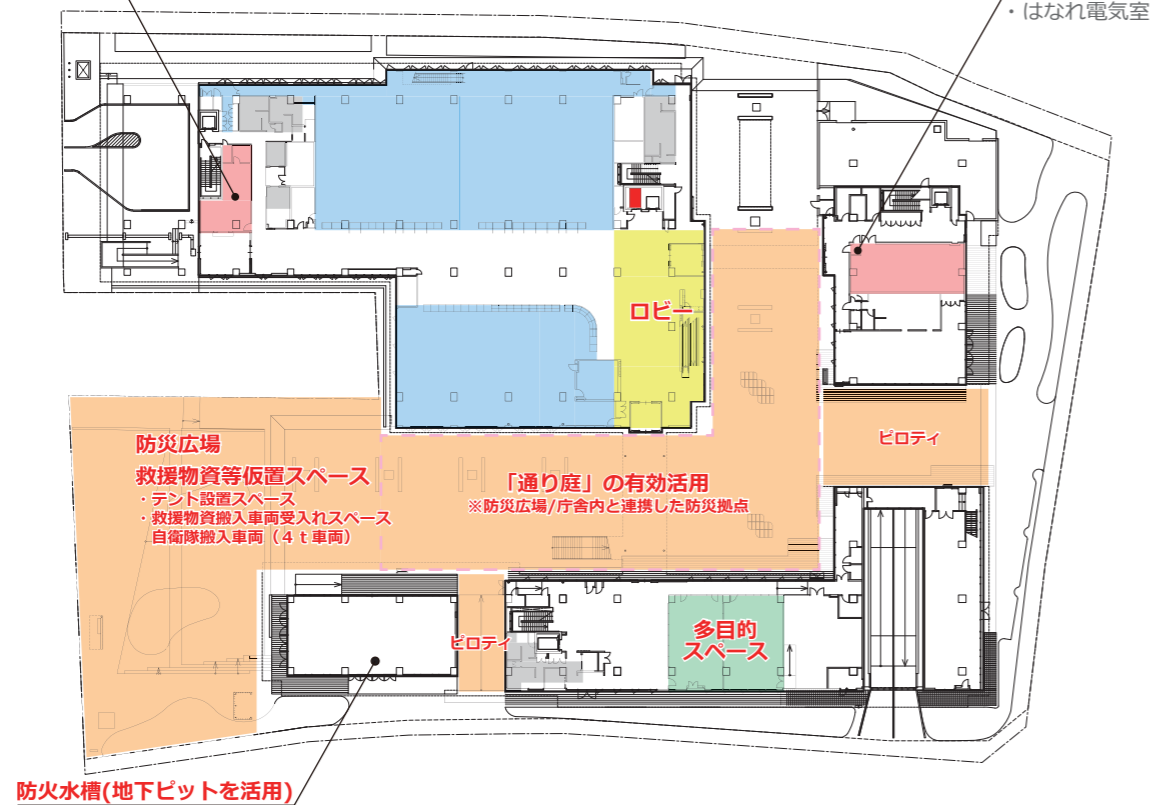 ・はなれ電気室
ロビー
防災広場
救援物資等仮置スペース
・テント設置スペース
・救援物資搬入車両受入れスペース
自衛隊搬入車両（４ｔ車両）
「通り庭」の有効活用
※防災広場/庁舎内と連携した防災拠点
ピロティ
ピロティ
多目的
スペース
防火水槽(地下ピットを活用)